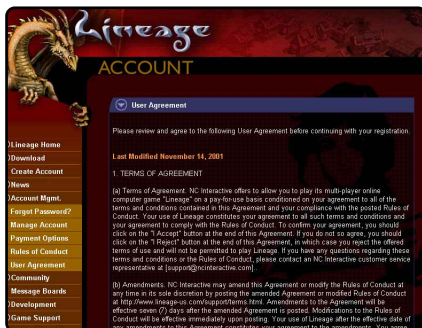 Lineage
ACCOUNT
User Agreement
Please review and agree to the following User Agreement before continuing with your registration.
Last Modified November 14, 2001
1. TERMS OF AGREEMENT
(a) Terms of Agreement. NC Interactive offers to allow you to play its multi-player online
computer game "Lineage" on a pay-for-use basis conditioned on your agreement to all of the
terms and conditions contained in this Agreement and your compliance with the posted Rules of
Conduct. Your use of Lineage constitutes your agreement to all such terms and conditions and
your agreement to comply with the Rules of Conduct. To confirm your agreement, you should
click on the "I Accept" button at the end of this Agreement. If you do not so agree, you should
click on the "I Reject" button at the end of this Agreement, in which case you reject the offered
terms of use and will not be permitted to play Lineage. If you have any questions regarding these
terms and conditions or the Rules of Conduct, please contact an NC Interactive customer service
representative at [support@ncinteractive.com].
(b) Amendments. NC Interactive may amend this Agreement or modify the Rules of Conduct at
any time in its sole discretion by posting the amended Agreement or modified Rules of Conduct
at http://www.lineage-us.com/support/terms.html. Amendments to the Agreement will be
effective seven (7) days after the amended Agreement is posted. Modifications to the Rules of
Conduct will be effective immediately upon posting. Your use of Lineage after the effective date of
any amendments to this Agreement constitutes your agreement to the amendments. You agree
Lineage Home
Download
Create Account
News
Account Mgmt.
Forgot Password?
Manage Account
Payment Options
Rules of Conduct
User Agreement
Community
Message Boards
Development
Game Support